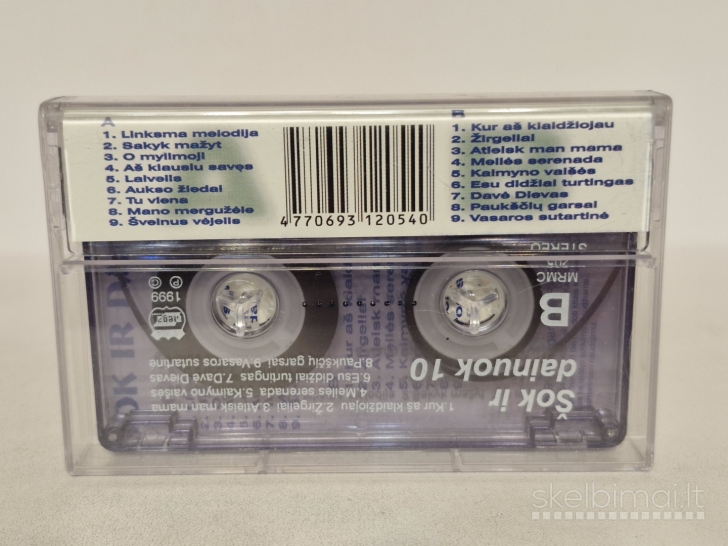 A
1. Linksma melodija
2. Sakyk mažyt
3. O mylimoji
4. Aš klausiu savęs
5. Laivelis
6. Aukso žiedai
7. Tu viena
8. Mano mergužėle
9. Švelnus vėjelis
4 770693 120540
B
1. Kur aš klaidžiojau
2. Žirgeliai
3. Atleisk man mama
4. Meilės serenada
5. Kaimyno vaišės
6. Esu didžiai turtingas
7. Davė Dievas
8. Paukščių garsai
9. Vasaros sutartinė
Šok ir
dainuok 10
B
STEREO
MRMC
1999
1.Kur aš klaidžiojau 2.Žirgeliai 3.Atleisk man mama
4.Meilės serenada 5.Kaimyno vaišės
6.Esu didžiai turtingas 7.Davė Dievas
8.Paukščių garsai 9.Vasaros sutartinė
skelbimai.lt